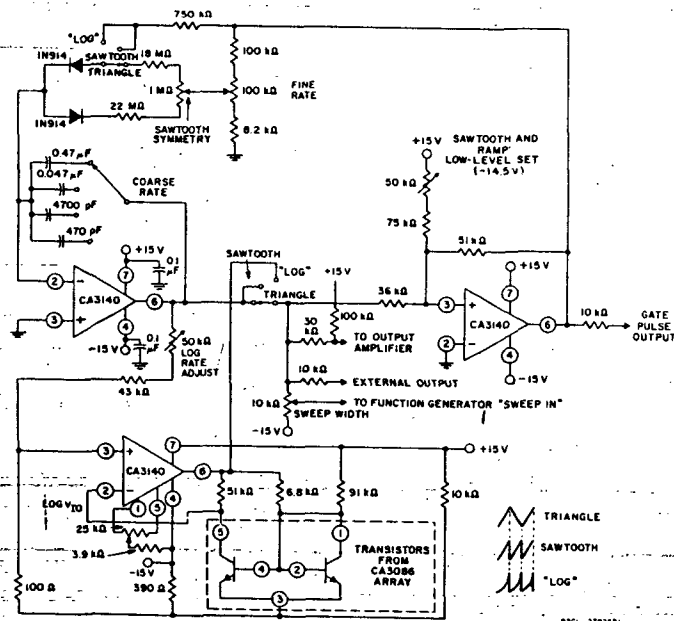 750 kΩ
"LOG"
1N914
SAWTOOTH
TRIANGLE
18 MΩ
1 MΩ
22 MΩ
1N914
SAWTOOTH
SYMMETRY
100 kΩ
100 kΩ
FINE
RATE
8.2 kΩ
0.47 µF
0.047 µF
4700 pF
470 pF
COARSE
RATE
+15 V
0.1
µF
7
2
−
CA3140
6
3
+
4
−15 V
0.1
µF
50 kΩ
LOG
RATE
ADJUST
43 kΩ
SAWTOOTH
"LOG"
TRIANGLE
+15 V
100 kΩ
30
kΩ
TO OUTPUT
AMPLIFIER
10 kΩ
EXTERNAL OUTPUT
10 kΩ
SWEEP WIDTH
TO FUNCTION GENERATOR "SWEEP IN"
−15 V
+15 V
SAWTOOTH AND
RAMP
LOW-LEVEL SET
(−14.5V)
50 kΩ
75 kΩ
51 kΩ
36 kΩ
+15 V
7
3
+
CA3140
6
2
−
4
−15 V
10 kΩ
GATE
PULSE
OUTPUT
3
+
CA3140
7
6
2
−
1
5
4
LOG VIO
25 kΩ
3.9 kΩ
−15 V
100 Ω
390 Ω
51 kΩ
6.8 kΩ
91 kΩ
10 kΩ
+15 V
5
4
2
1
3
TRANSISTORS
FROM
CA3086
ARRAY
TRIANGLE
SAWTOOTH
"LOG"